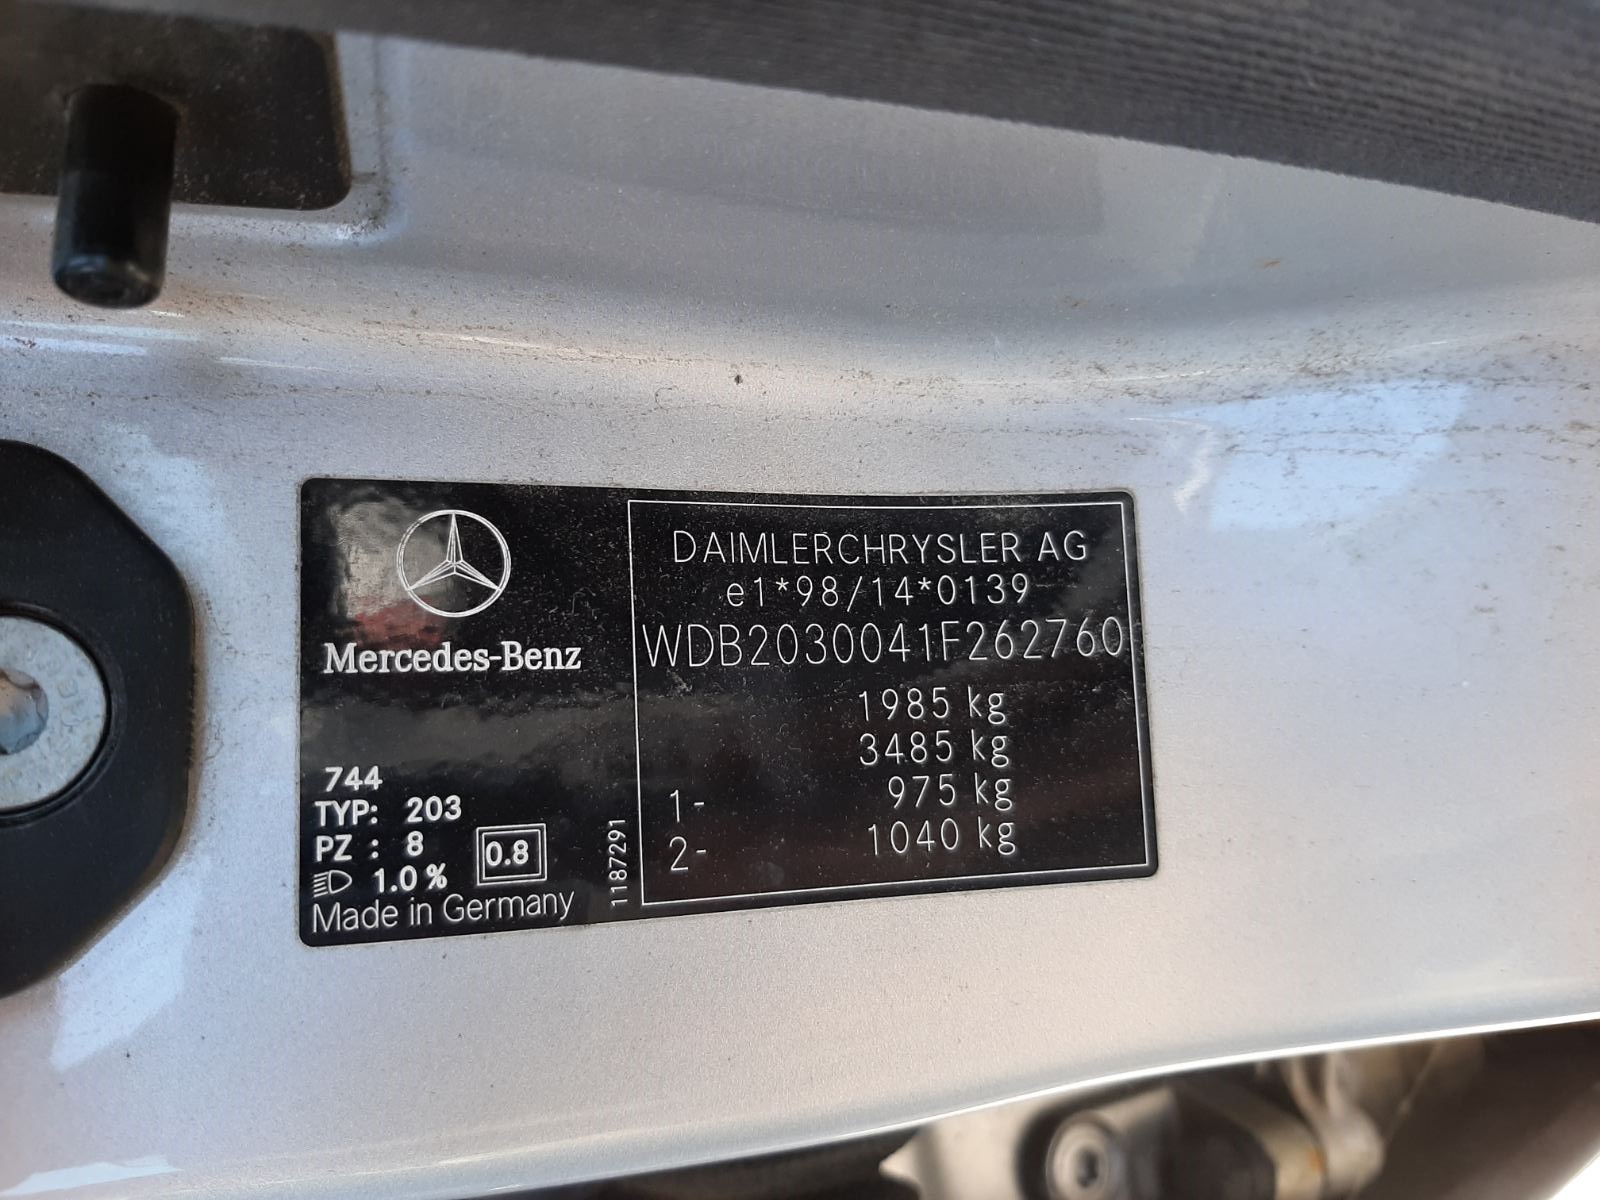 Mercedes-Benz
744
TYP: 203
PZ : 8
1.0 %
0.8
Made in Germany
1187291
DAIMLERCHRYSLER AG
e1*98/14*0139
WDB2030041F262760
1985 kg
3485 kg
1- 975 kg
2- 1040 kg